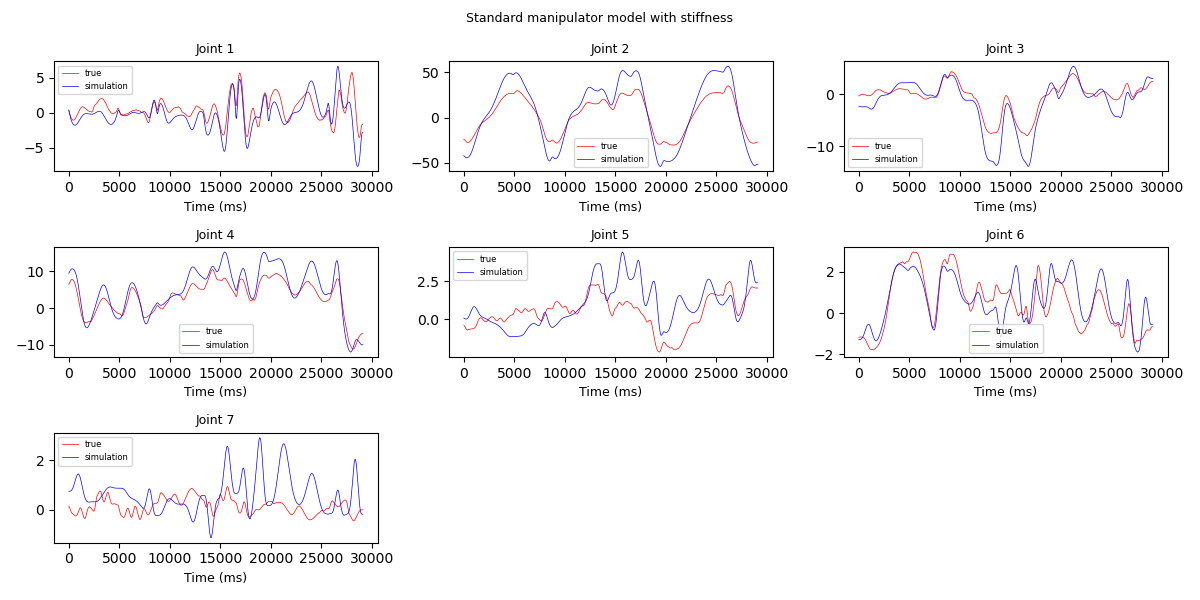 Standard manipulator model with stiffness
Joint 1
5
0
−5
true
simulation
0 5000 10000 15000 20000 25000 30000
Time (ms)
Joint 2
50
0
−50
true
simulation
0 5000 10000 15000 20000 25000 30000
Time (ms)
Joint 3
0
−10
true
simulation
0 5000 10000 15000 20000 25000 30000
Time (ms)
Joint 4
10
0
−10
true
simulation
0 5000 10000 15000 20000 25000 30000
Time (ms)
Joint 5
2.5
0.0
true
simulation
0 5000 10000 15000 20000 25000 30000
Time (ms)
Joint 6
2
0
−2
true
simulation
0 5000 10000 15000 20000 25000 30000
Time (ms)
Joint 7
2
0
true
simulation
0 5000 10000 15000 20000 25000 30000
Time (ms)